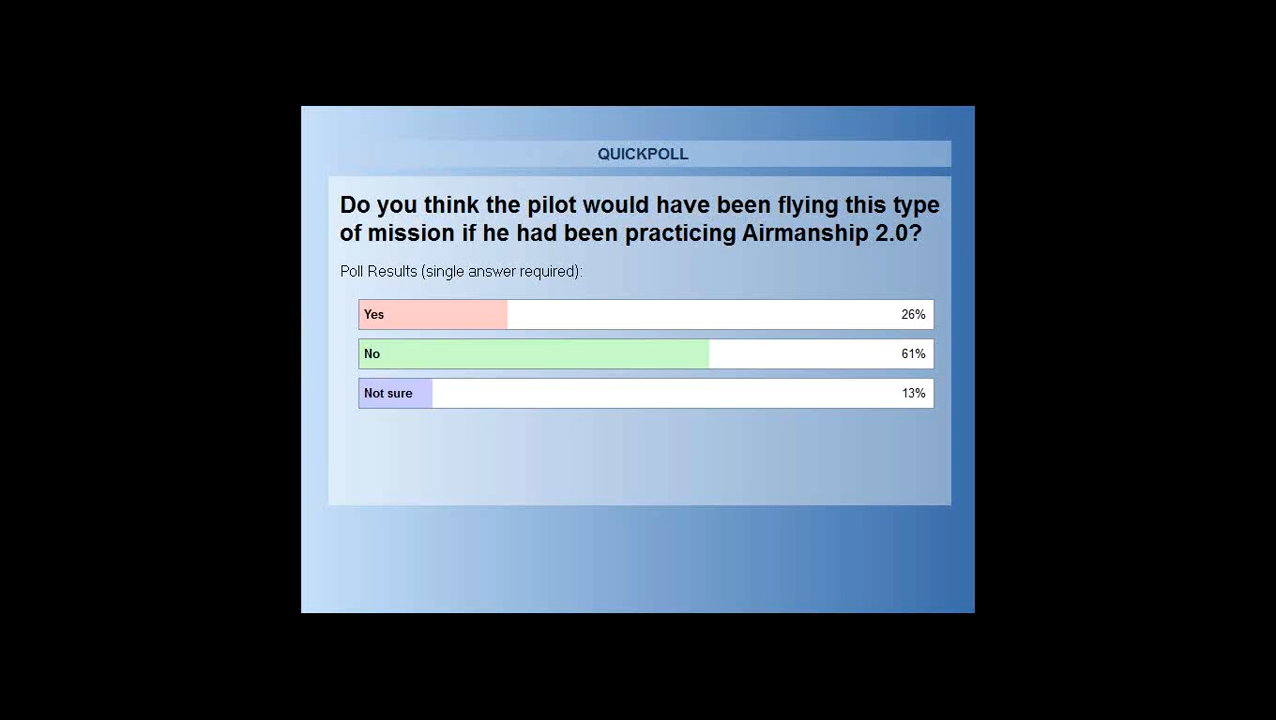 QUICKPOLL
Do you think the pilot would have been flying this type
of mission if he had been practicing Airmanship 2.0?
Poll Results (single answer required):
Yes 26%
No 61%
Not sure 13%